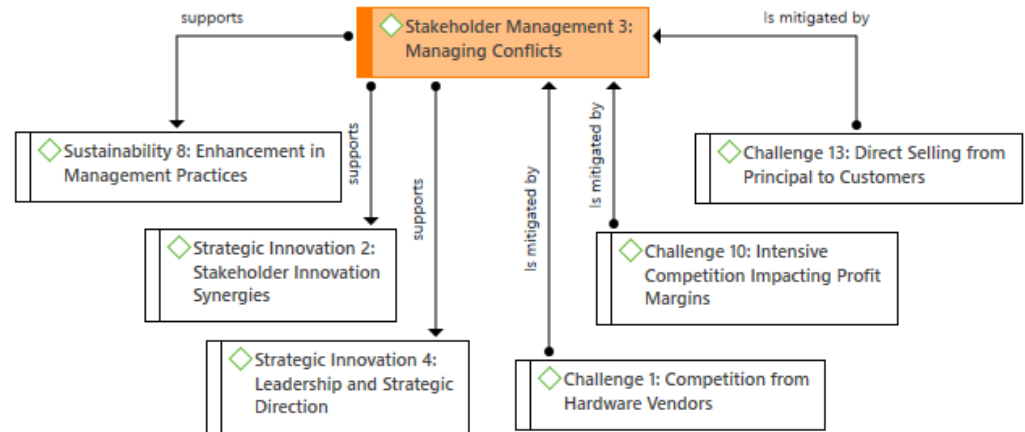 supports
Is mitigated by
Stakeholder Management 3:
Managing Conflicts
supports
supports
Is mitigated by
Is mitigated by
Sustainability 8: Enhancement in
Management Practices
Challenge 13: Direct Selling from
Principal to Customers
Strategic Innovation 2:
Stakeholder Innovation
Synergies
Challenge 10: Intensive
Competition Impacting Profit
Margins
Strategic Innovation 4:
Leadership and Strategic
Direction
Challenge 1: Competition from
Hardware Vendors